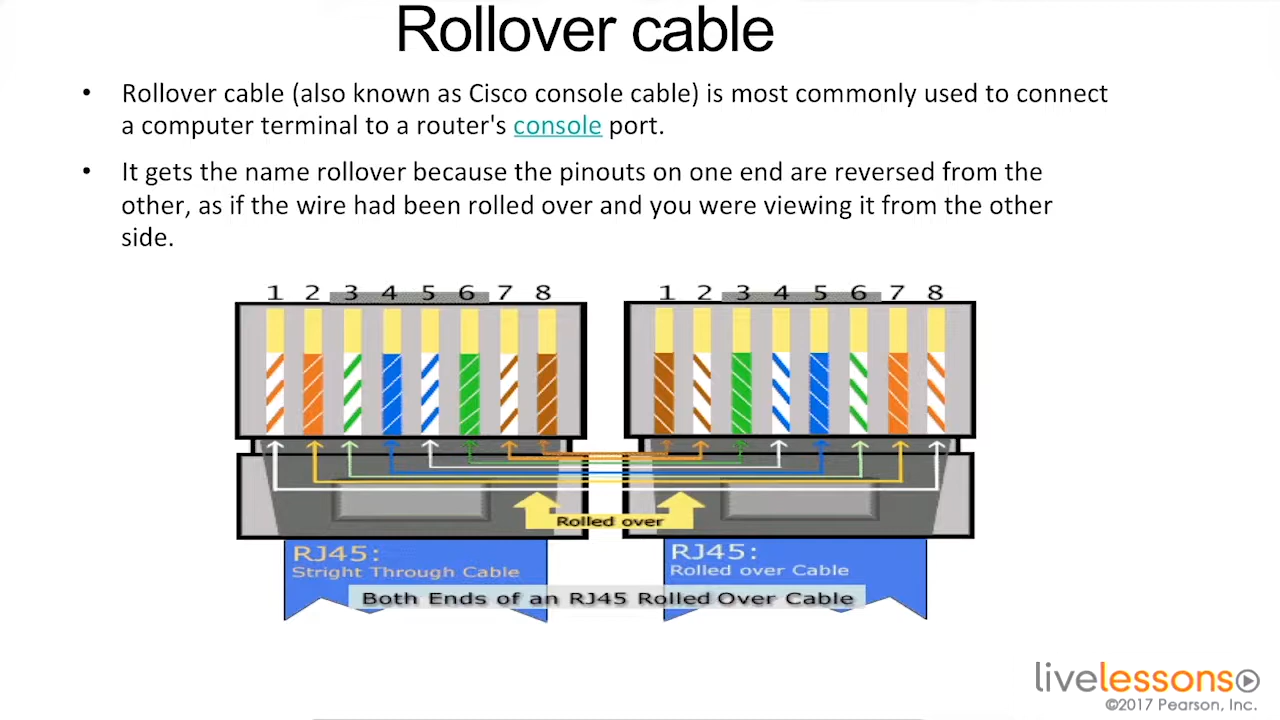 Rollover cable
• Rollover cable (also known as Cisco console cable) is most commonly used to connect
a computer terminal to a router's console port.
• It gets the name rollover because the pinouts on one end are reversed from the
other, as if the wire had been rolled over and you were viewing it from the other
side.
1 2 3 4 5 6 7 8
1 2 3 4 5 6 7 8
Rolled over
RJ45:
Stright Through Cable
RJ45:
Rolled over Cable
Both Ends of an RJ45 Rolled Over Cable
livelessons
©2017 Pearson, Inc.